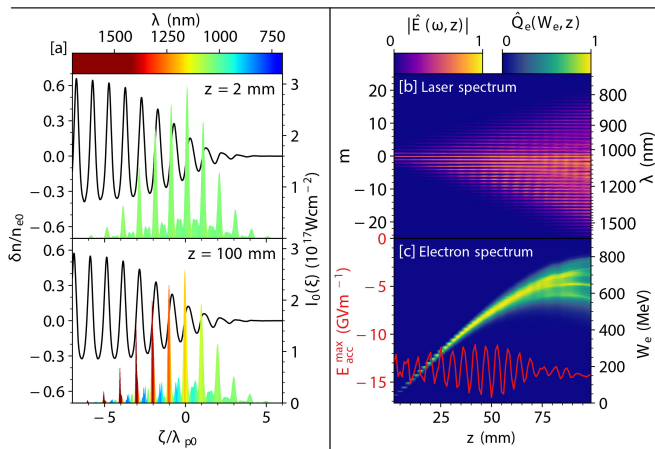 λ (nm)
[a]
1500 1250 1000 750
z = 2 mm
0.6
0.3
0.0
−0.3
−0.6
3
2
1
0
z = 100 mm
0.6
0.3
0.0
−0.3
−0.6
3
2
1
0
δn/n_e0
I_0(ξ) (10^17 Wcm^−2)
−5 0 5
ζ/λ_p0
|Ê (ω,z)|
0 1
Q̂_e(W_e,z)
0 1
[b] Laser spectrum
m
20
10
0
−10
−20
λ (nm)
800
900
1000
1200
1500
[c] Electron spectrum
E_acc^max (GVm^−1)
0
−5
−10
−15
W_e (MeV)
800
600
400
200
0
25 50 75
z (mm)